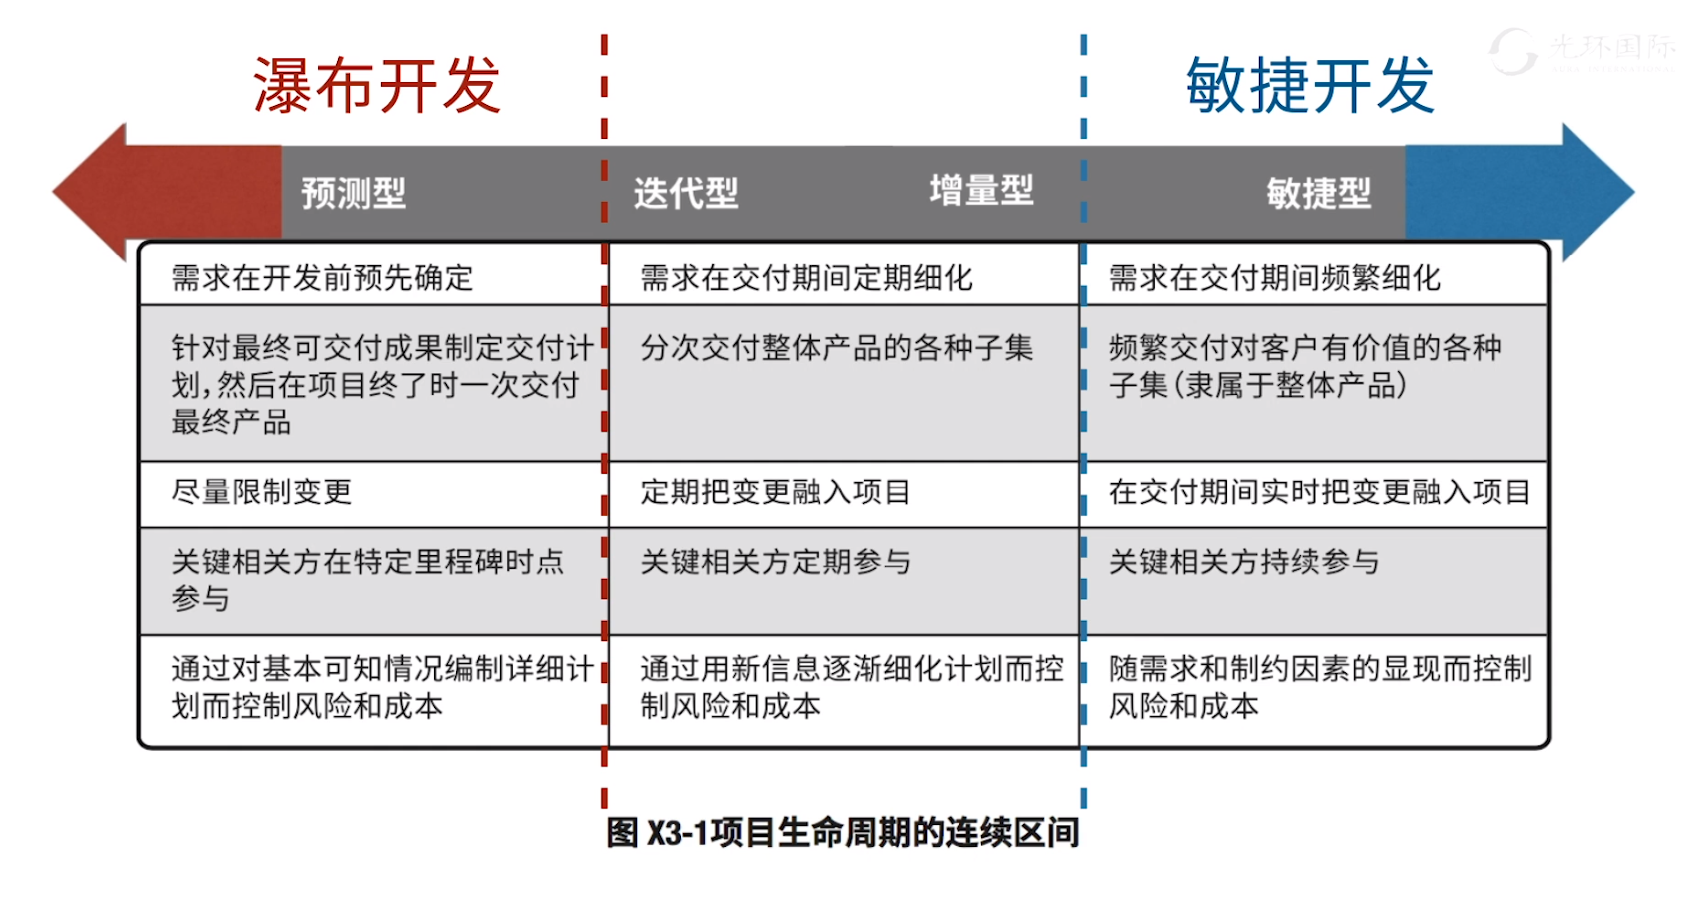 瀑布开发
敏捷开发
光环国际
预测型
迭代型
增量型
敏捷型
需求在开发前预先确定
需求在交付期间定期细化
需求在交付期间频繁细化
针对最终可交付成果制定交付计
划，然后在项目终了时一次交付
最终产品
分次交付整体产品的各种子集
频繁交付对客户有价值的各种
子集（隶属于整体产品）
尽量限制变更
定期把变更融入项目
在交付期间实时把变更融入项目
关键相关方在特定里程碑时点
参与
关键相关方定期参与
关键相关方持续参与
通过对基本可知情况编制详细计
划而控制风险和成本
通过用新信息逐渐细化计划而控
制风险和成本
随需求和制约因素的显现而控制
风险和成本
图 X3-1项目生命周期的连续区间